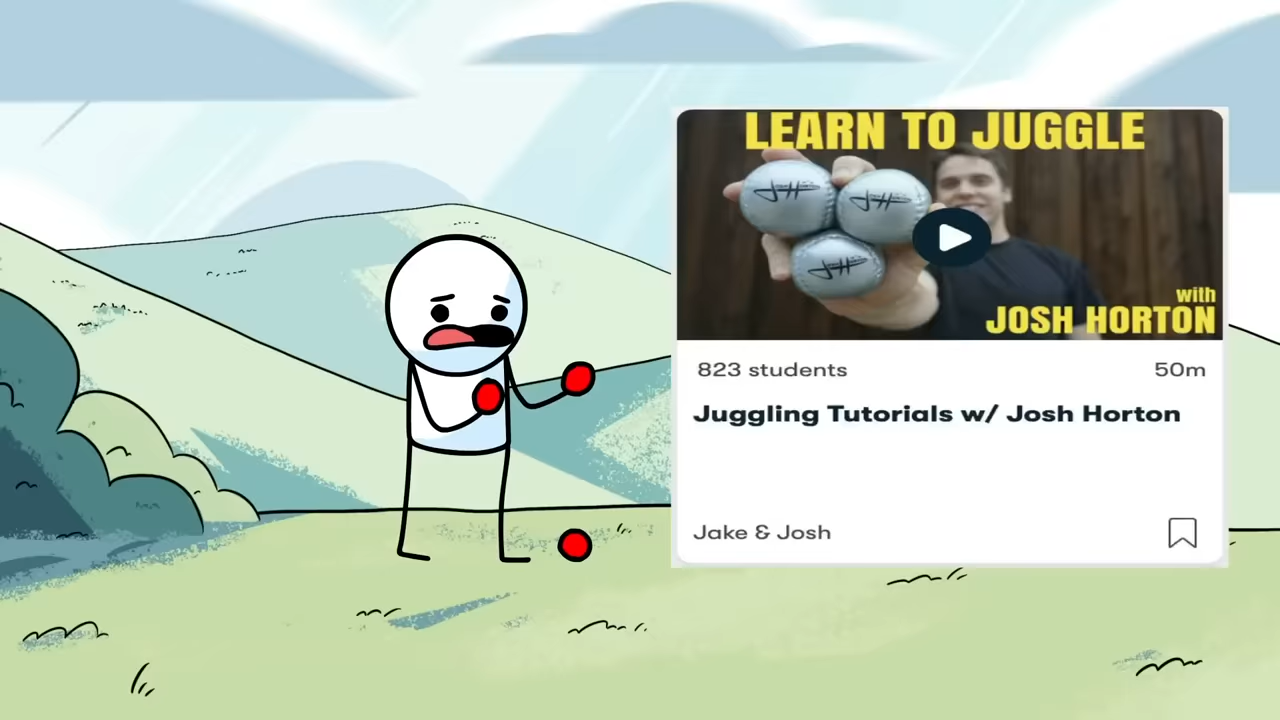 LEARN TO JUGGLE
with
JOSH HORTON
823 students
50m
Juggling Tutorials w/ Josh Horton
Jake & Josh